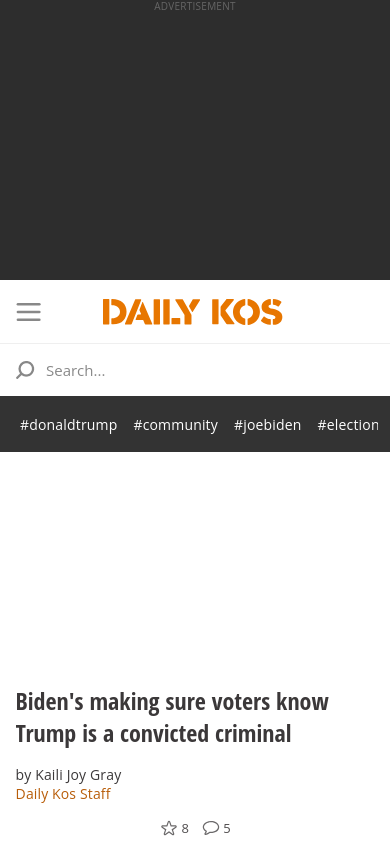 ADVERTISEMENT
DAILY KOS
Search...
#donaldtrump #community #joebiden #election
Biden's making sure voters know
Trump is a convicted criminal
by Kaili Joy Gray
Daily Kos Staff
8 5